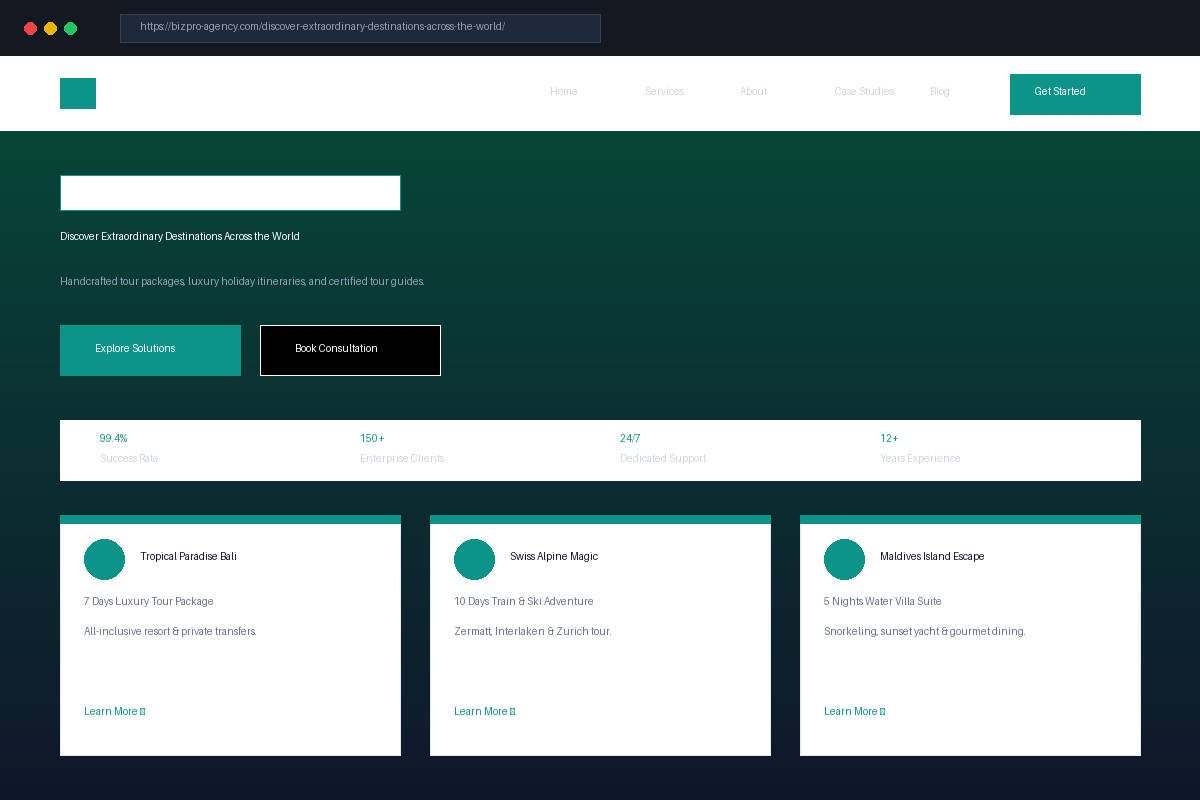 https://bizpro-agency.com/discover-extraordinary-destinations-across-the-world/
Home Services About Case Studies Blog Get Started
Discover Extraordinary Destinations Across the World
Handcrafted tour packages, luxury holiday itineraries, and certified tour guides.
Explore Solutions Book Consultation
99.4% 150+ 24/7 12+
Success Rate Enterprise Clients Dedicated Support Years Experience
Tropical Paradise Bali
7 Days Luxury Tour Package
All-inclusive resort & private transfers.
Learn More
Swiss Alpine Magic
10 Days Train & Ski Adventure
Zermatt, Interlaken & Zurich tour.
Learn More
Maldives Island Escape
5 Nights Water Villa Suite
Snorkeling, sunset yacht & gourmet dining.
Learn More